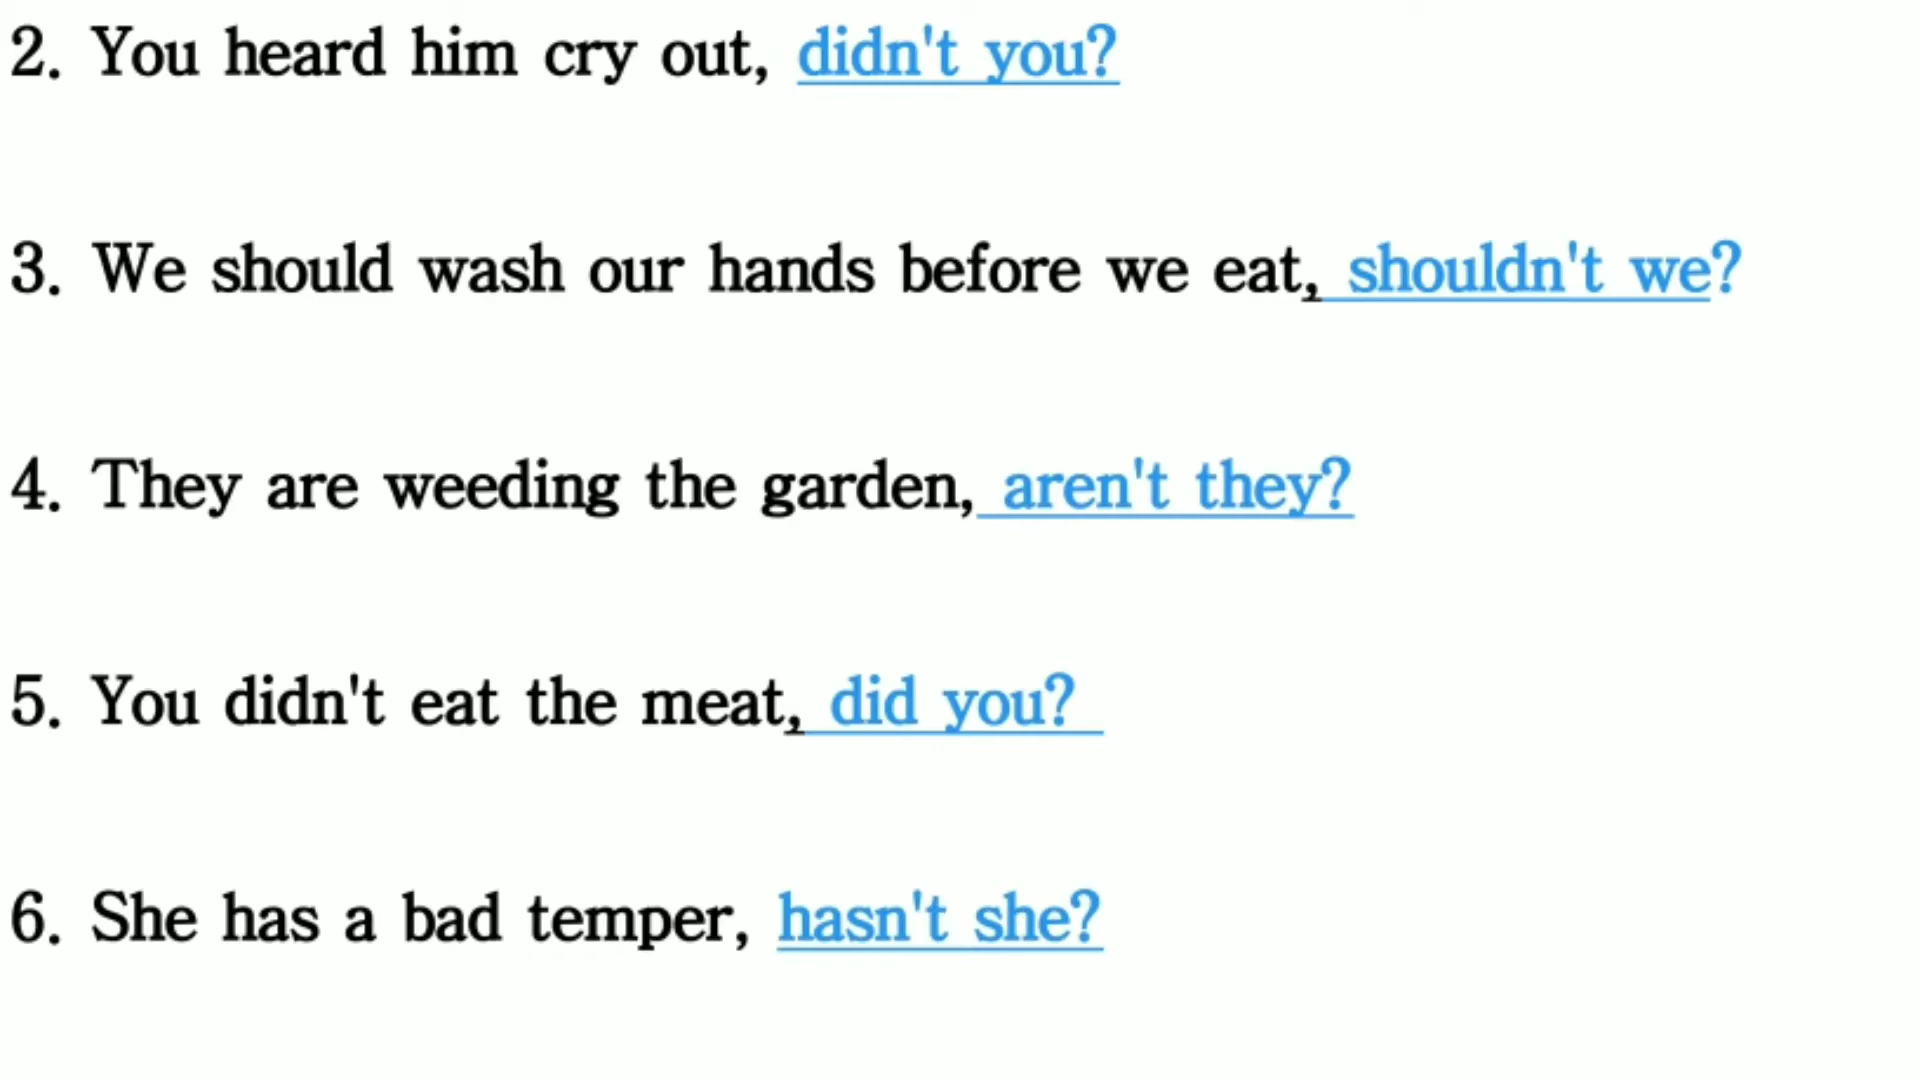 2. You heard him cry out, didn't you?
3. We should wash our hands before we eat, shouldn't we?
4. They are weeding the garden, aren't they?
5. You didn't eat the meat, did you?
6. She has a bad temper, hasn't she?